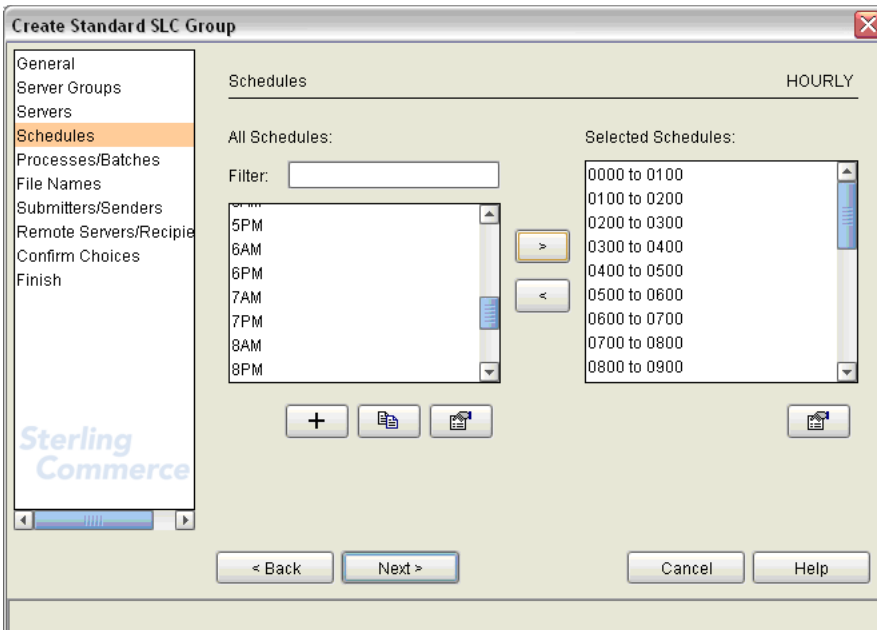 Create Standard SLC Group
General
Server Groups
Servers
Schedules
Processes/Batches
File Names
Submitters/Senders
Remote Servers/Recipie
Confirm Choices
Finish
Sterling
Commerce
Schedules HOURLY
All Schedules:
Filter:
5PM
6AM
6PM
7AM
7PM
8AM
8PM
>
<
+
Selected Schedules:
0000 to 0100
0100 to 0200
0200 to 0300
0300 to 0400
0400 to 0500
0500 to 0600
0600 to 0700
0700 to 0800
0800 to 0900
< Back Next > Cancel Help